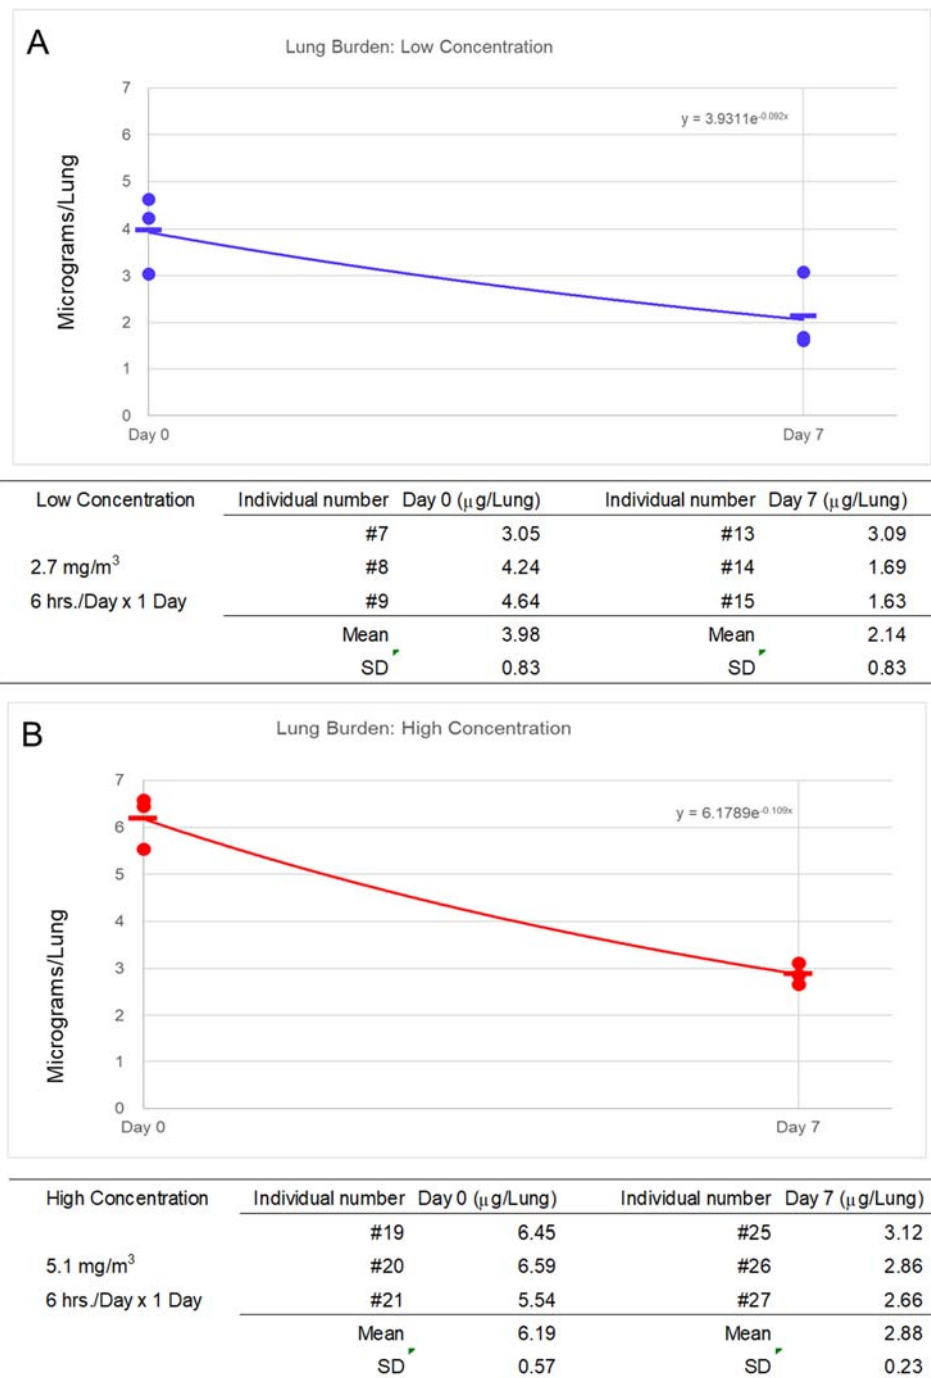 A
Lung Burden: Low Concentration
y = 3.9311e^-0.092x
Micrograms/Lung
7
6
5
4
3
2
1
0
Day 0 Day 7
Low Concentration Individual number Day 0 (μg/Lung) Individual number Day 7 (μg/Lung)
#7 3.05 #13 3.09
2.7 mg/m³ #8 4.24 #14 1.69
6 hrs./Day x 1 Day #9 4.64 #15 1.63
Mean 3.98 Mean 2.14
SD 0.83 SD 0.83
B
Lung Burden: High Concentration
y = 6.1789e^-0.109x
Micrograms/Lung
7
6
5
4
3
2
1
0
Day 0 Day 7
High Concentration Individual number Day 0 (μg/Lung) Individual number Day 7 (μg/Lung)
#19 6.45 #25 3.12
5.1 mg/m³ #20 6.59 #26 2.86
6 hrs./Day x 1 Day #21 5.54 #27 2.66
Mean 6.19 Mean 2.88
SD 0.57 SD 0.23